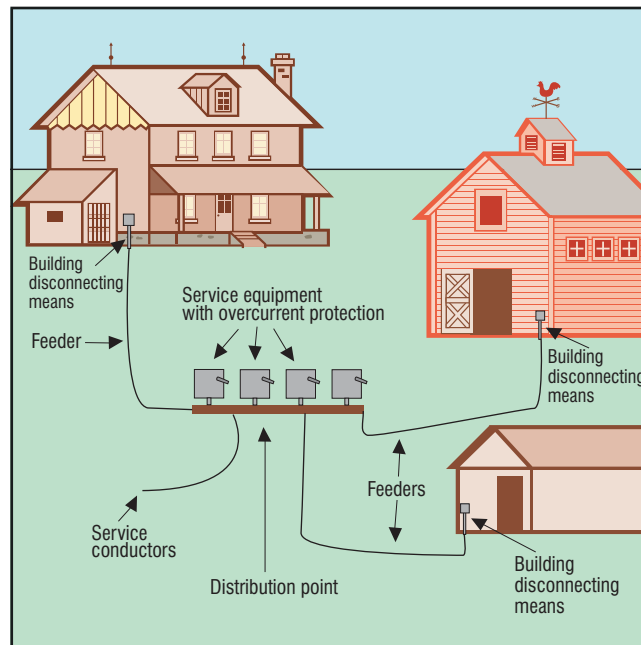 Building
disconnecting
means
Service equipment
with overcurrent protection
Feeder
Building
disconnecting
means
Feeders
Service
conductors
Distribution point
Building
disconnecting
means